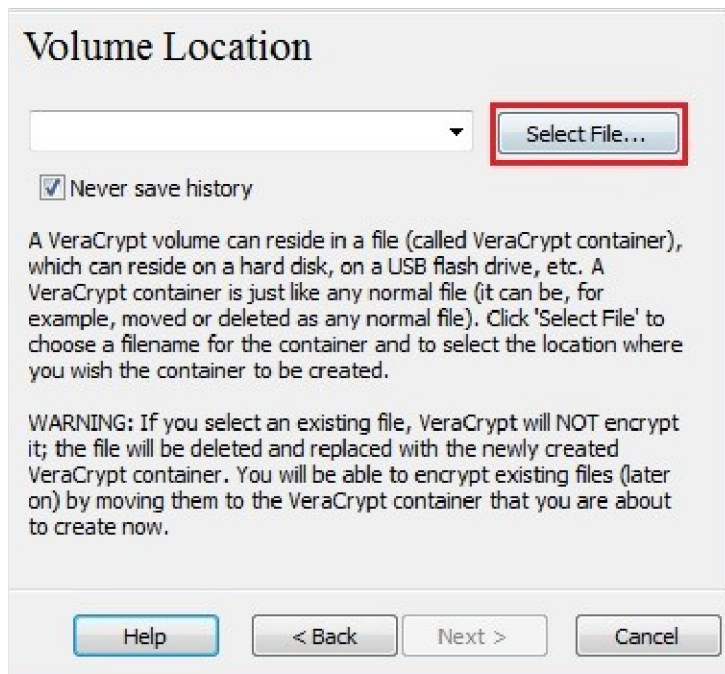 Volume Location
Select File...
Never save history
A VeraCrypt volume can reside in a file (called VeraCrypt container),
which can reside on a hard disk, on a USB flash drive, etc. A
VeraCrypt container is just like any normal file (it can be, for
example, moved or deleted as any normal file). Click 'Select File' to
choose a filename for the container and to select the location where
you wish the container to be created.
WARNING: If you select an existing file, VeraCrypt will NOT encrypt
it; the file will be deleted and replaced with the newly created
VeraCrypt container. You will be able to encrypt existing files (later
on) by moving them to the VeraCrypt container that you are about
to create now.
Help < Back Next > Cancel